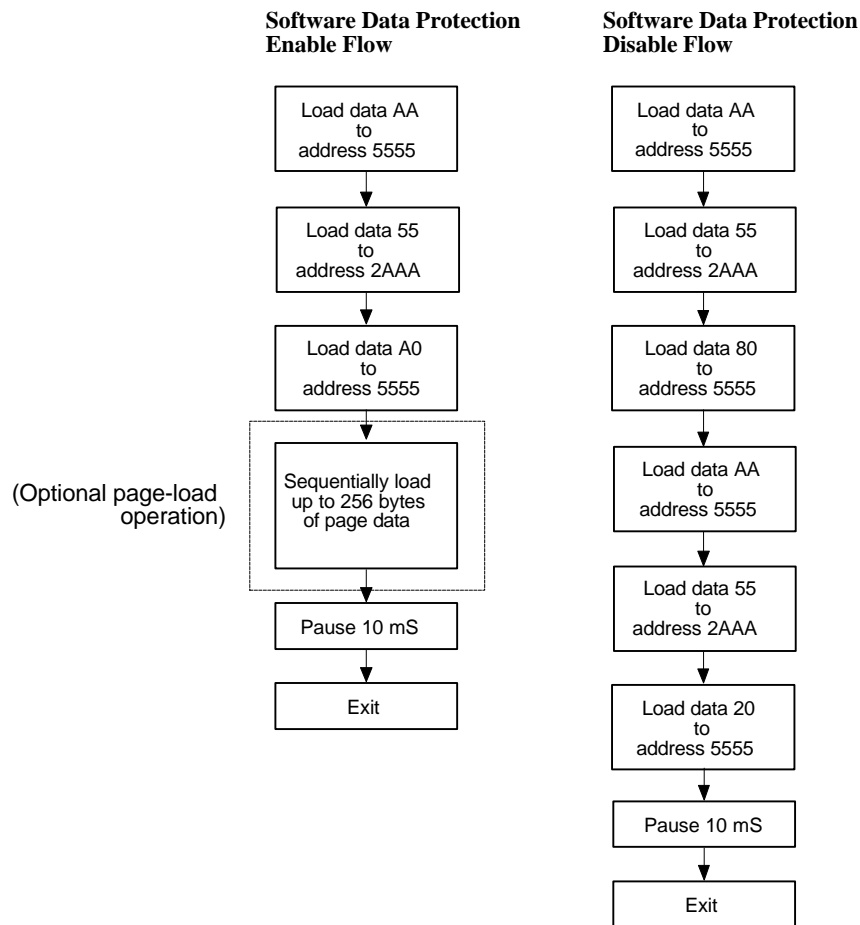 Software Data Protection
Enable Flow
Load data AA
to
address 5555
Load data 55
to
address 2AAA
Load data A0
to
address 5555
(Optional page-load
operation)
Sequentially load
up to 256 bytes
of page data
Pause 10 mS
Exit
Software Data Protection
Disable Flow
Load data AA
to
address 5555
Load data 55
to
address 2AAA
Load data 80
to
address 5555
Load data AA
to
address 5555
Load data 55
to
address 2AAA
Load data 20
to
address 5555
Pause 10 mS
Exit